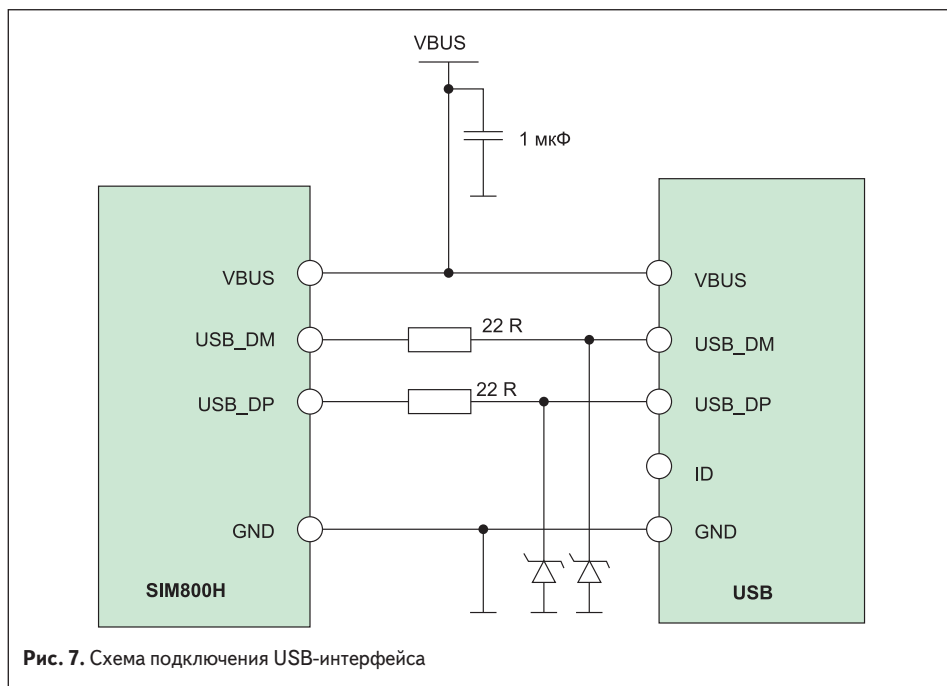 VBUS
1 мкФ
VBUS
VBUS
USB_DM
22 R
USB_DM
USB_DP
22 R
USB_DP
ID
GND
GND
SIM800H
USB
Рис. 7. Схема подключения USB-интерфейса